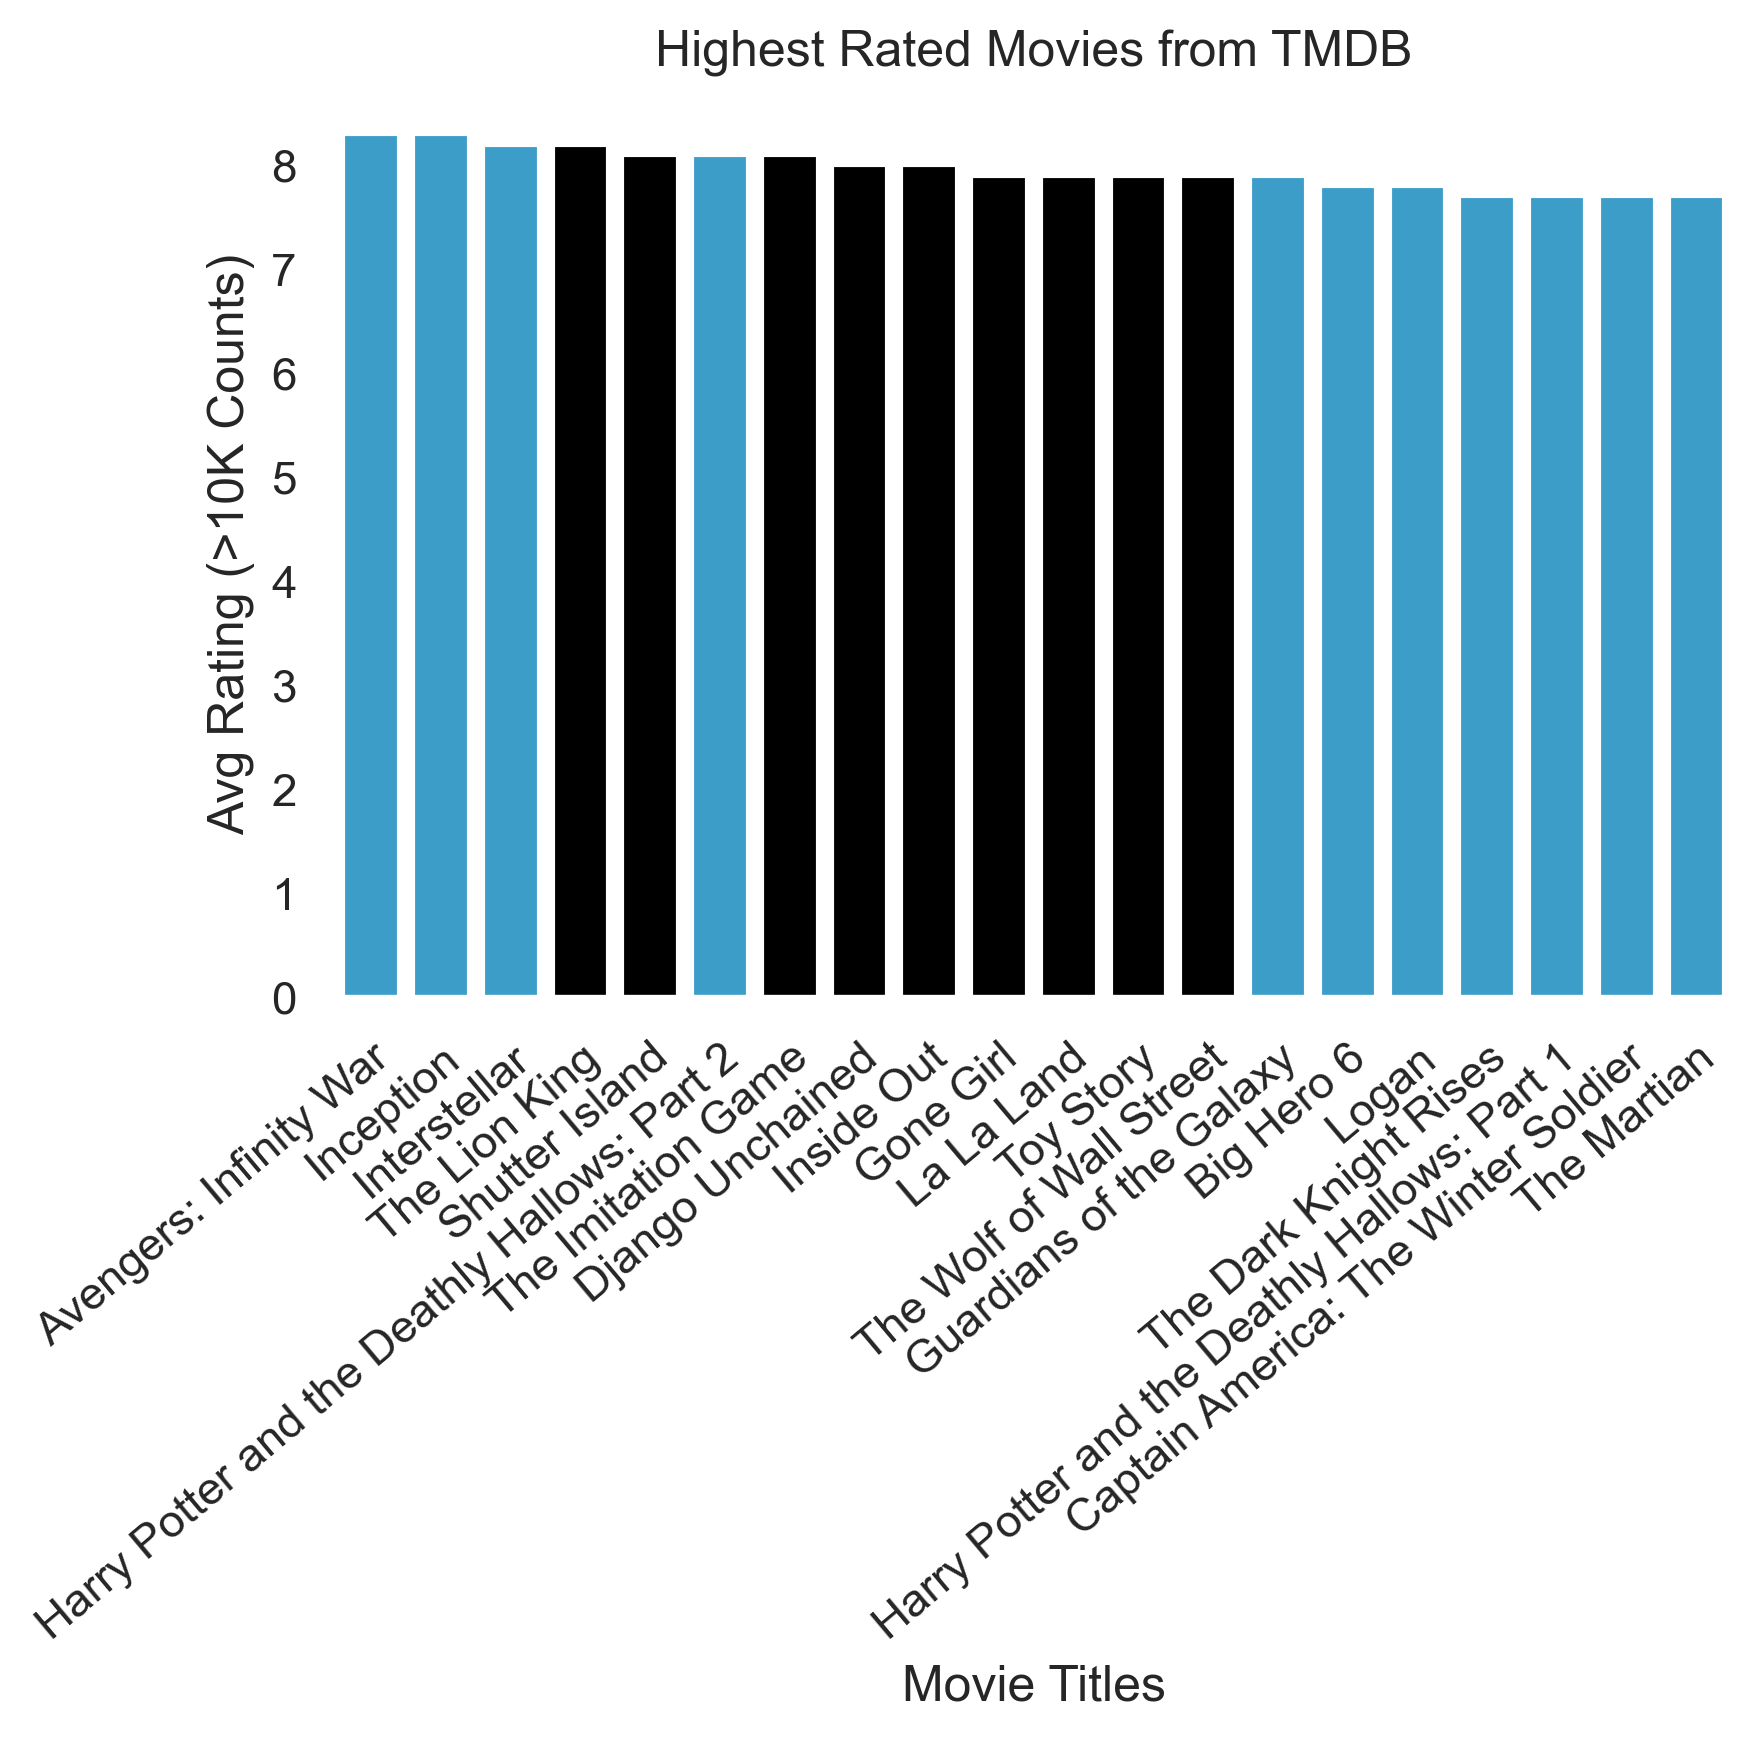 Highest Rated Movies from TMDB
Avg Rating (>10K Counts)
8
7
6
5
4
3
2
1
0
Avengers: Infinity War
Inception
Interstellar
The Lion King
Shutter Island
Harry Potter and the Deathly Hallows: Part 2
The Imitation Game
Django Unchained
Inside Out
Gone Girl
La La Land
Toy Story
The Wolf of Wall Street
Guardians of the Galaxy
Big Hero 6
Logan
The Dark Knight Rises
Harry Potter and the Deathly Hallows: Part 1
Captain America: The Winter Soldier
The Martian
Movie Titles